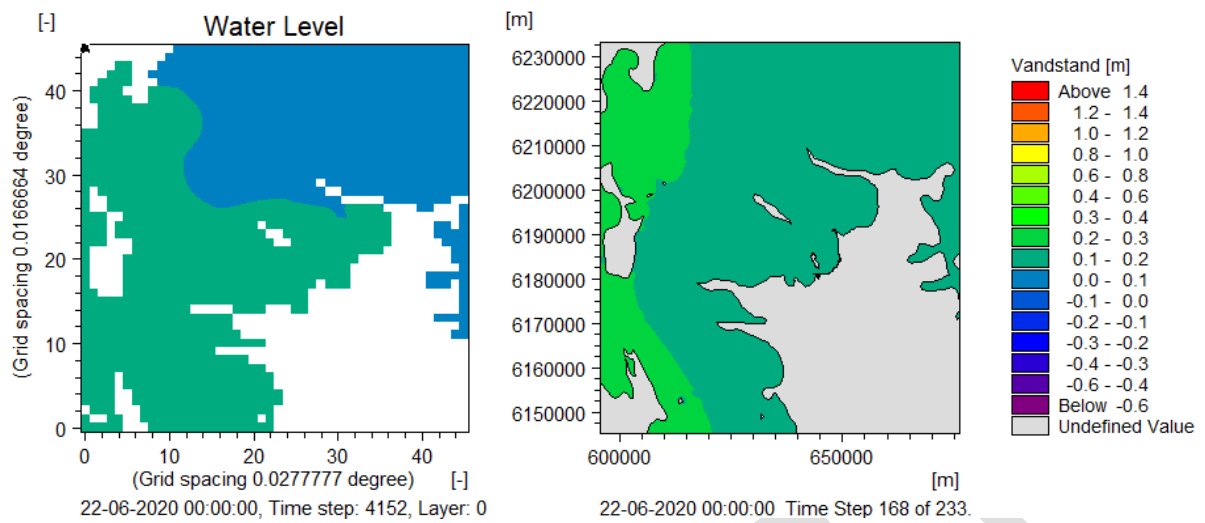 [-]
Water Level
40
30
20
10
0
(Grid spacing 0.0166664 degree)
0 10 20 30 40
(Grid spacing 0.0277777 degree) [-]
22-06-2020 00:00:00, Time step: 4152, Layer: 0
[m]
6230000
6220000
6210000
6200000
6190000
6180000
6170000
6160000
6150000
600000 650000
[m]
22-06-2020 00:00:00 Time Step 168 of 233.
Vandstand [m]
Above 1.4
1.2 - 1.4
1.0 - 1.2
0.8 - 1.0
0.6 - 0.8
0.4 - 0.6
0.3 - 0.4
0.2 - 0.3
0.1 - 0.2
0.0 - 0.1
-0.1 - 0.0
-0.2 - -0.1
-0.3 - -0.2
-0.4 - -0.3
-0.6 - -0.4
Below -0.6
Undefined Value